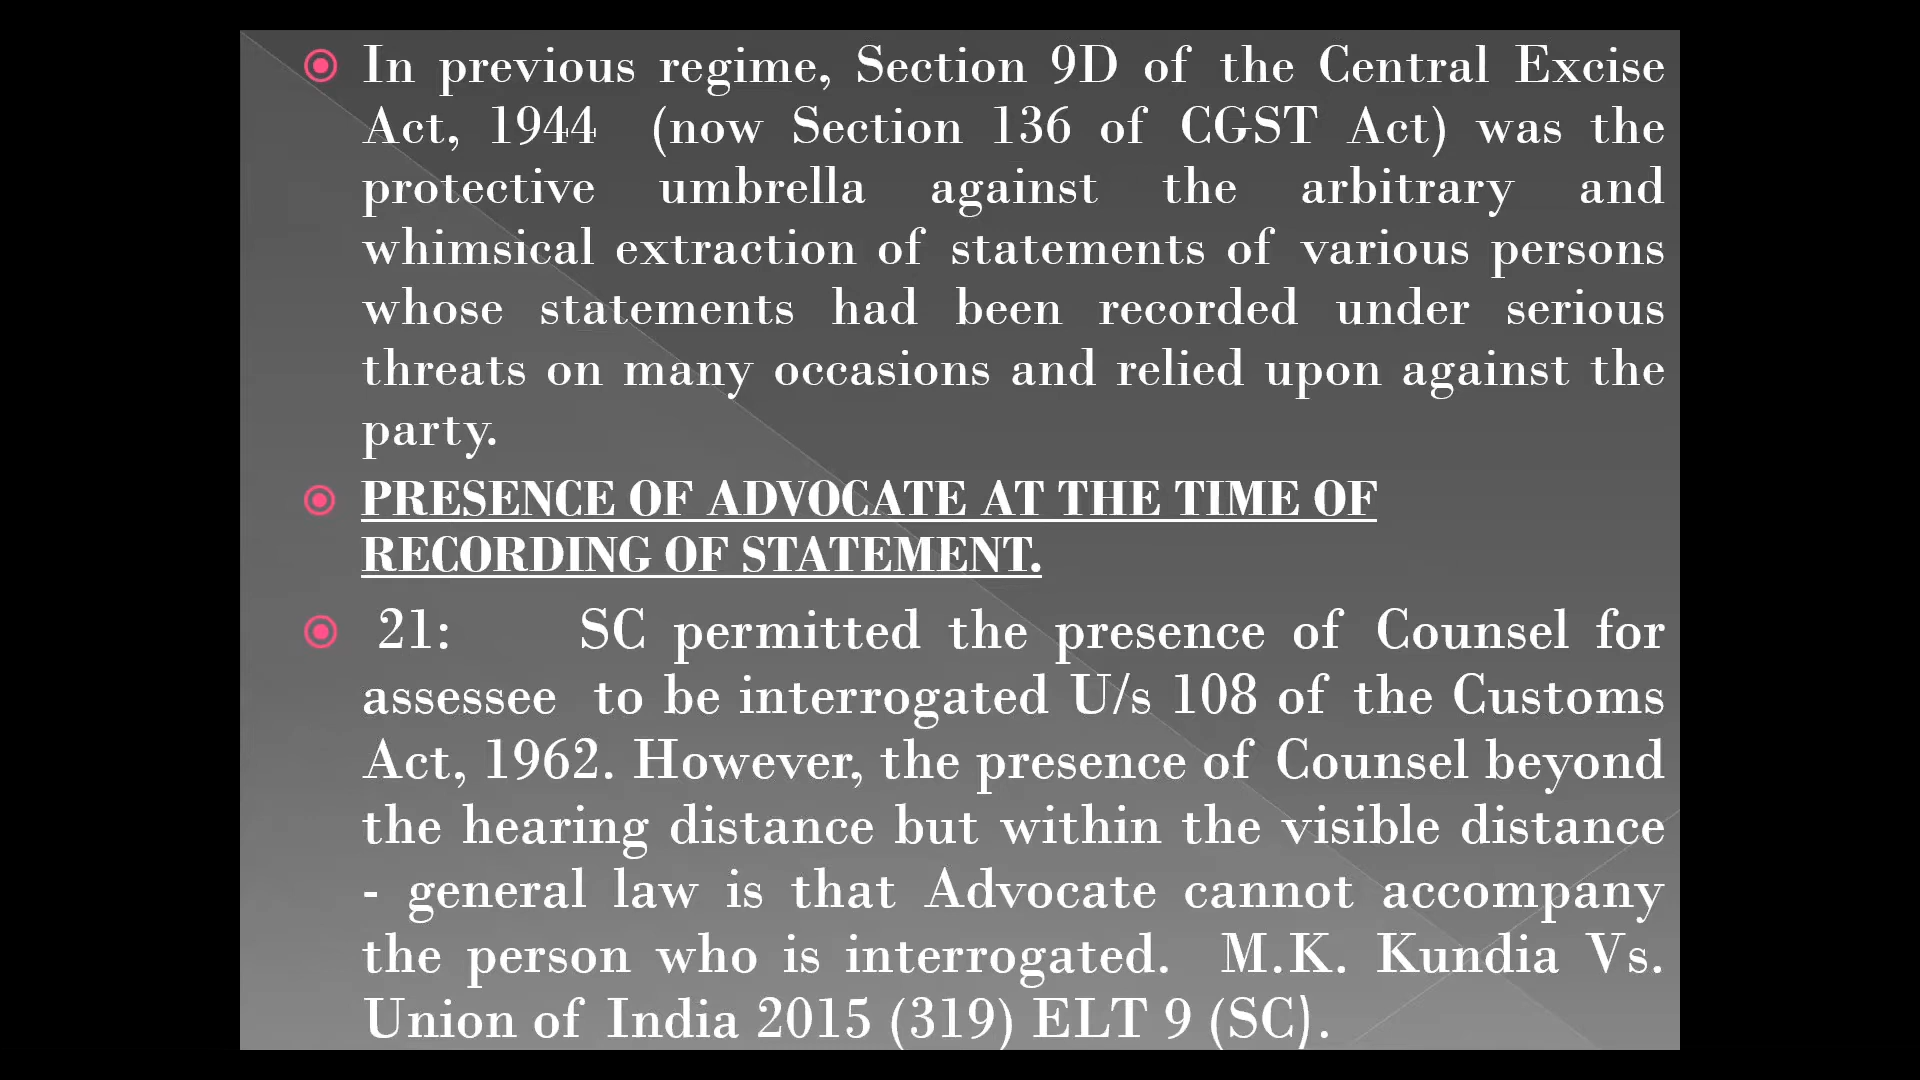 In previous regime, Section 9D of the Central Excise
Act, 1944 (now Section 136 of CGST Act) was the
protective umbrella against the arbitrary and
whimsical extraction of statements of various persons
whose statements had been recorded under serious
threats on many occasions and relied upon against the
party.
PRESENCE OF ADVOCATE AT THE TIME OF
RECORDING OF STATEMENT.
21: SC permitted the presence of Counsel for
assessee to be interrogated U/s 108 of the Customs
Act, 1962. However, the presence of Counsel beyond
the hearing distance but within the visible distance
- general law is that Advocate cannot accompany
the person who is interrogated. M.K. Kundia Vs.
Union of India 2015 (319) ELT 9 (SC).